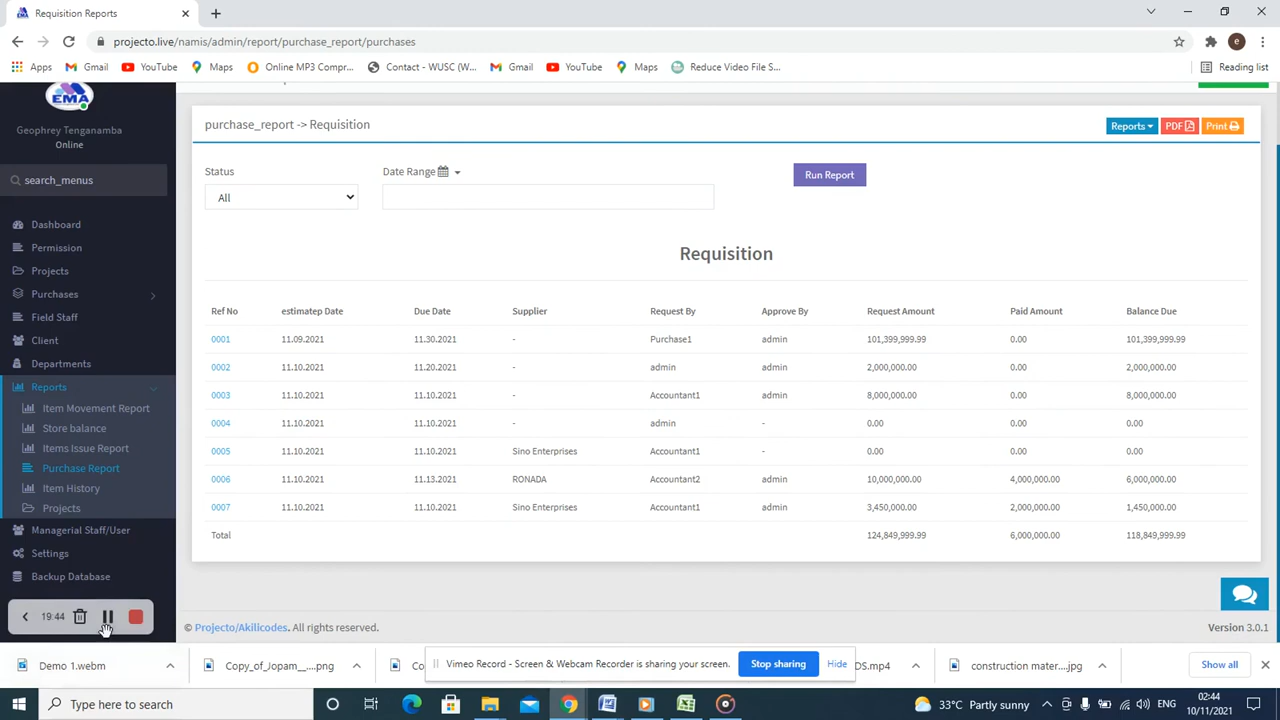 Requisition Reports
projecto.live/namis/admin/report/purchase_report/purchases
e
Apps Gmail YouTube Maps Online MP3 Compr... Contact - WUSC (W... Gmail YouTube Maps Reduce Video File S... Reading list
EMA
Geophrey Tenganamba
Online
search_menus
Dashboard
Permission
Projects
Purchases
Field Staff
Client
Departments
Reports
Item Movement Report
Store balance
Items Issue Report
Purchase Report
Item History
Projects
Managerial Staff/User
Settings
Backup Database
19:44
purchase_report -> Requisition
Reports PDF Print
Status Date Range Run Report
All
Requisition
Ref No estimatep Date Due Date Supplier Request By Approve By Request Amount Paid Amount Balance Due
0001 11.09.2021 11.30.2021 - Purchase1 admin 101,399,999.99 0.00 101,399,999.99
0002 11.10.2021 11.20.2021 - admin admin 2,000,000.00 0.00 2,000,000.00
0003 11.10.2021 11.10.2021 - Accountant1 admin 8,000,000.00 0.00 8,000,000.00
0004 11.10.2021 11.10.2021 - admin - 0.00 0.00 0.00
0005 11.10.2021 11.10.2021 Sino Enterprises Accountant1 - 0.00 0.00 0.00
0006 11.10.2021 11.13.2021 RONADA Accountant2 admin 10,000,000.00 4,000,000.00 6,000,000.00
0007 11.10.2021 11.10.2021 Sino Enterprises Accountant1 admin 3,450,000.00 2,000,000.00 1,450,000.00
Total 124,849,999.99 6,000,000.00 118,849,999.99
© Projecto/Akilicodes. All rights reserved. Version 3.0.1
Demo 1.webm Copy_of_Jopam_....png Co Vimeo Record - Screen & Webcam Recorder is sharing your screen. Stop sharing Hide DS.mp4 construction mater....jpg Show all
Type here to search 33°C Partly sunny ENG 02:44
10/11/2021